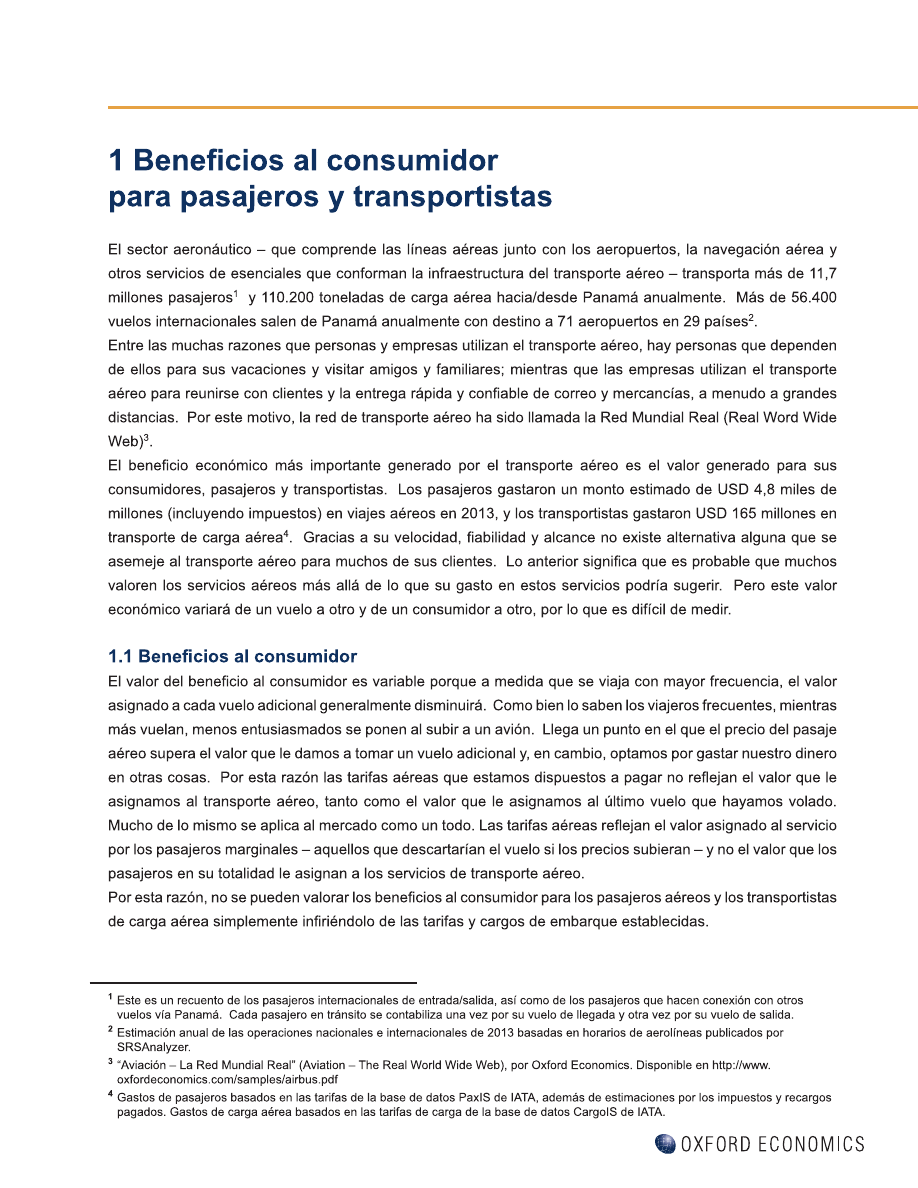 1 Beneficios al consumidor
para pasajeros y transportistas
El sector aeronáutico – que comprende las líneas aéreas junto con los aeropuertos, la navegación aérea y
otros servicios de esenciales que conforman la infraestructura del transporte aéreo – transporta más de 11,7
millones pasajeros¹ y 110.200 toneladas de carga aérea hacia/desde Panamá anualmente. Más de 56.400
vuelos internacionales salen de Panamá anualmente con destino a 71 aeropuertos en 29 países².
Entre las muchas razones que personas y empresas utilizan el transporte aéreo, hay personas que dependen
de ellos para sus vacaciones y visitar amigos y familiares; mientras que las empresas utilizan el transporte
aéreo para reunirse con clientes y la entrega rápida y confiable de correo y mercancías, a menudo a grandes
distancias. Por este motivo, la red de transporte aéreo ha sido llamada la Red Mundial Real (Real Word Wide
Web)³.
El beneficio económico más importante generado por el transporte aéreo es el valor generado para sus
consumidores, pasajeros y transportistas. Los pasajeros gastaron un monto estimado de USD 4,8 miles de
millones (incluyendo impuestos) en viajes aéreos en 2013, y los transportistas gastaron USD 165 millones en
transporte de carga aérea⁴. Gracias a su velocidad, fiabilidad y alcance no existe alternativa alguna que se
asemeje al transporte aéreo para muchos de sus clientes. Lo anterior significa que es probable que muchos
valoren los servicios aéreos más allá de lo que su gasto en estos servicios podría sugerir. Pero este valor
económico variará de un vuelo a otro y de un consumidor a otro, por lo que es difícil de medir.
1.1 Beneficios al consumidor
El valor del beneficio al consumidor es variable porque a medida que se viaja con mayor frecuencia, el valor
asignado a cada vuelo adicional generalmente disminuirá. Como bien lo saben los viajeros frecuentes, mientras
más vuelan, menos entusiasmados se ponen al subir a un avión. Llega un punto en el que el precio del pasaje
aéreo supera el valor que le damos a tomar un vuelo adicional y, en cambio, optamos por gastar nuestro dinero
en otras cosas. Por esta razón las tarifas aéreas que estamos dispuestos a pagar no reflejan el valor que le
asignamos al transporte aéreo, tanto como el valor que le asignamos al último vuelo que hayamos volado.
Mucho de lo mismo se aplica al mercado como un todo. Las tarifas aéreas reflejan el valor asignado al servicio
por los pasajeros marginales – aquellos que descartarían el vuelo si los precios subieran – y no el valor que los
pasajeros en su totalidad le asignan a los servicios de transporte aéreo.
Por esta razón, no se pueden valorar los beneficios al consumidor para los pasajeros aéreos y los transportistas
de carga aérea simplemente infiriéndolo de las tarifas y cargos de embarque establecidas.
¹ Este es un recuento de los pasajeros internacionales de entrada/salida, así como de los pasajeros que hacen conexión con otros
vuelos vía Panamá. Cada pasajero en tránsito se contabiliza una vez por su vuelo de llegada y otra vez por su vuelo de salida.
² Estimación anual de las operaciones nacionales e internacionales de 2013 basadas en horarios de aerolíneas publicados por
SRSAnalyzer.
³ “Aviación – La Red Mundial Real” (Aviation – The Real World Wide Web), por Oxford Economics. Disponible en http://www.
oxfordeconomics.com/samples/airbus.pdf
⁴ Gastos de pasajeros basados en las tarifas de la base de datos PaxIS de IATA, además de estimaciones por los impuestos y recargos
pagados. Gastos de carga aérea basados en las tarifas de carga de la base de datos CargoIS de IATA.
OXFORD ECONOMICS